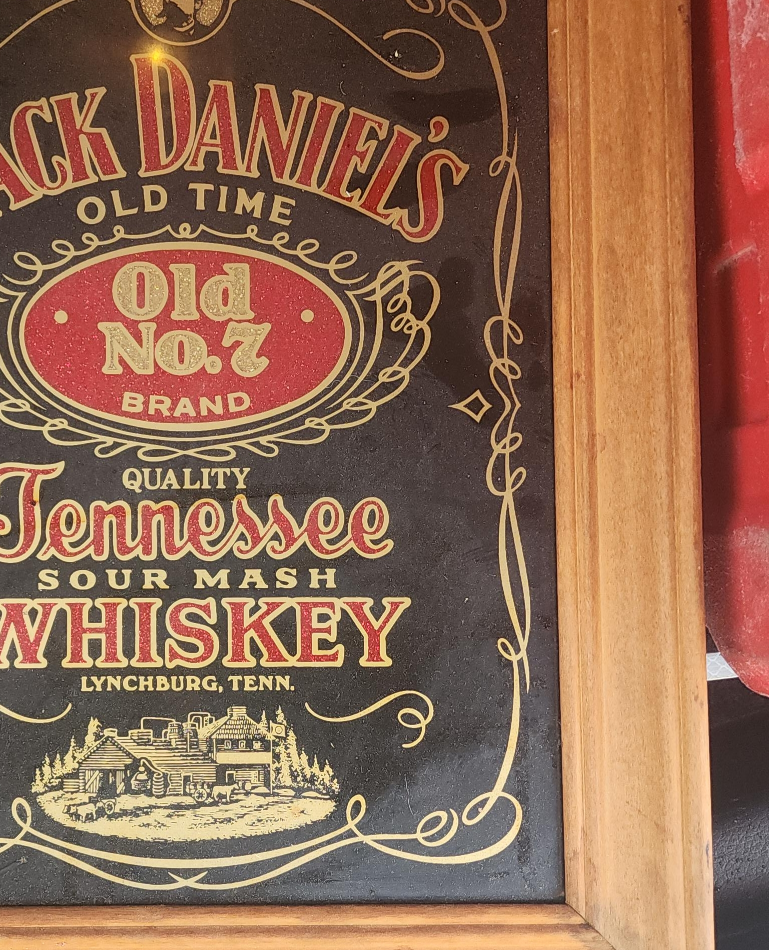 ACK DANIEL'S
OLD TIME
Old
No.7
BRAND
QUALITY
Tennessee
SOUR MASH
WHISKEY
LYNCHBURG, TENN.